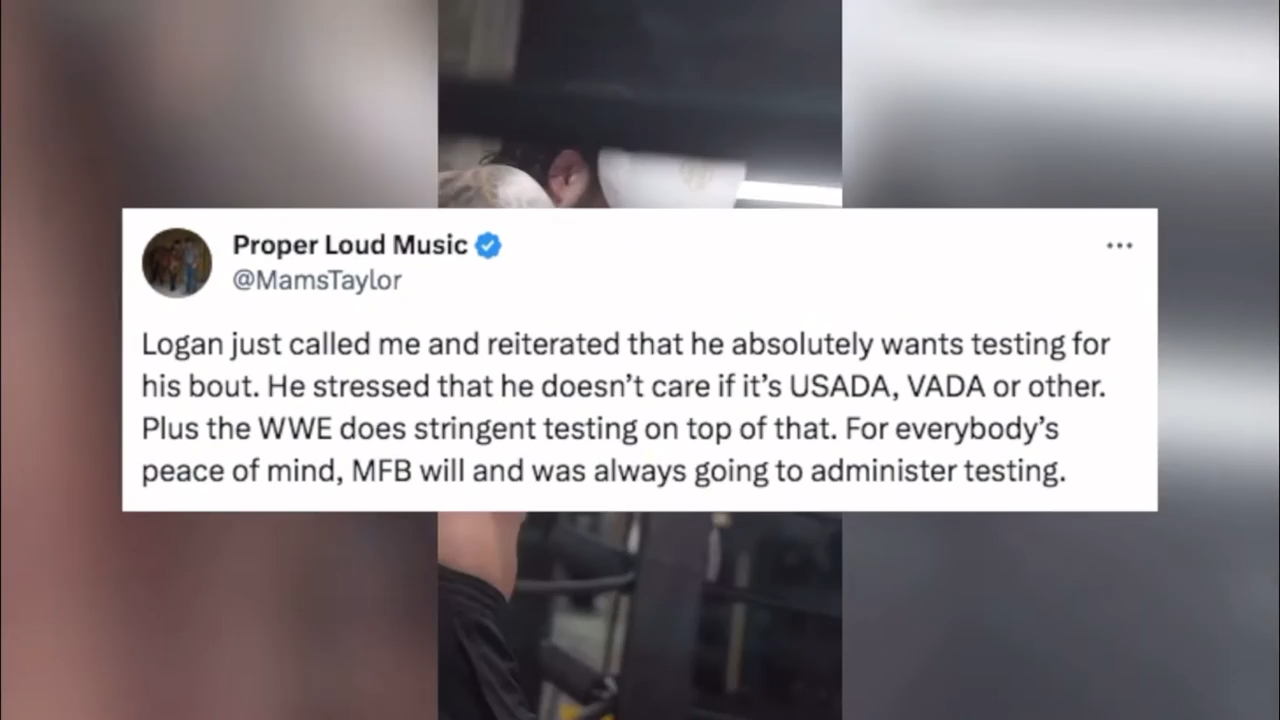 Proper Loud Music
@MamsTaylor
Logan just called me and reiterated that he absolutely wants testing for
his bout. He stressed that he doesn’t care if it’s USADA, VADA or other.
Plus the WWE does stringent testing on top of that. For everybody’s
peace of mind, MFB will and was always going to administer testing.